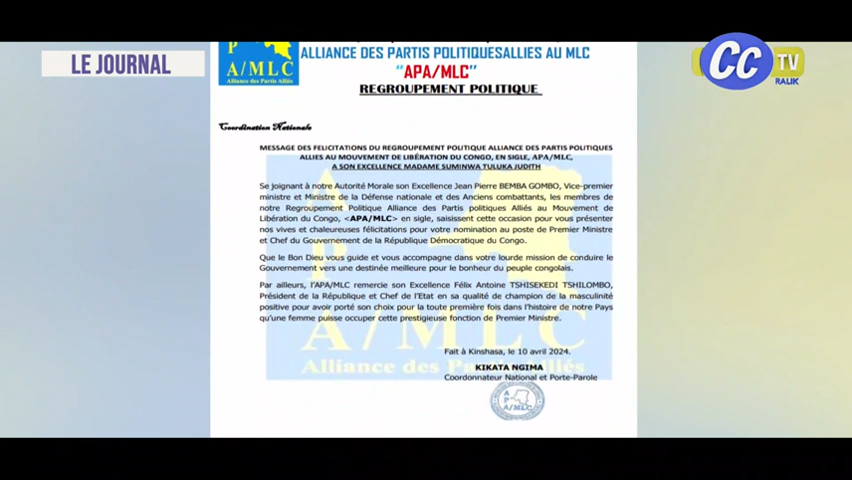 LE JOURNAL
CC TV
RALIK
P
A/MLC
Alliance des Partis Alliés
ALLIANCE DES PARTIS POLITIQUESALLIES AU MLC
"APA/MLC"
REGROUPEMENT POLITIQUE
Coordination Nationale
MESSAGE DES FELICITATIONS DU REGROUPEMENT POLITIQUE ALLIANCE DES PARTIS POLITIQUES
ALLIES AU MOUVEMENT DE LIBÉRATION DU CONGO, EN SIGLE, APA/MLC,
A SON EXCELLENCE MADAME SUMINWA TULUKA JUDITH
Se joignant à notre Autorité Morale son Excellence Jean Pierre BEMBA GOMBO, Vice-premier
ministre et Ministre de la Défense nationale et des Anciens combattants, les membres de
notre Regroupement Politique Alliance des Partis politiques Alliés au Mouvement de
Libération du Congo, <APA/MLC> en sigle, saisissent cette occasion pour vous présenter
nos vives et chaleureuses félicitations pour votre nomination au poste de Premier Ministre
et Chef du Gouvernement de la République Démocratique du Congo.
Que le Bon Dieu vous guide et vous accompagne dans votre lourde mission de conduire le
Gouvernement vers une destinée meilleure pour le bonheur du peuple congolais.
Par ailleurs, l'APA/MLC remercie son Excellence Félix Antoine TSHISEKEDI TSHILOMBO,
Président de la République et Chef de l'Etat en sa qualité de champion de la masculinité
positive pour avoir porté son choix pour la toute première fois dans l'histoire de notre Pays
qu'une femme puisse occuper cette prestigieuse fonction de Premier Ministre.
Fait à Kinshasa, le 10 avril 2024.
KIKATA NGIMA
Coordonnateur National et Porte-Parole
A
P
A/MLC
Alliance des Partis Alliés
A
P
A/MLC